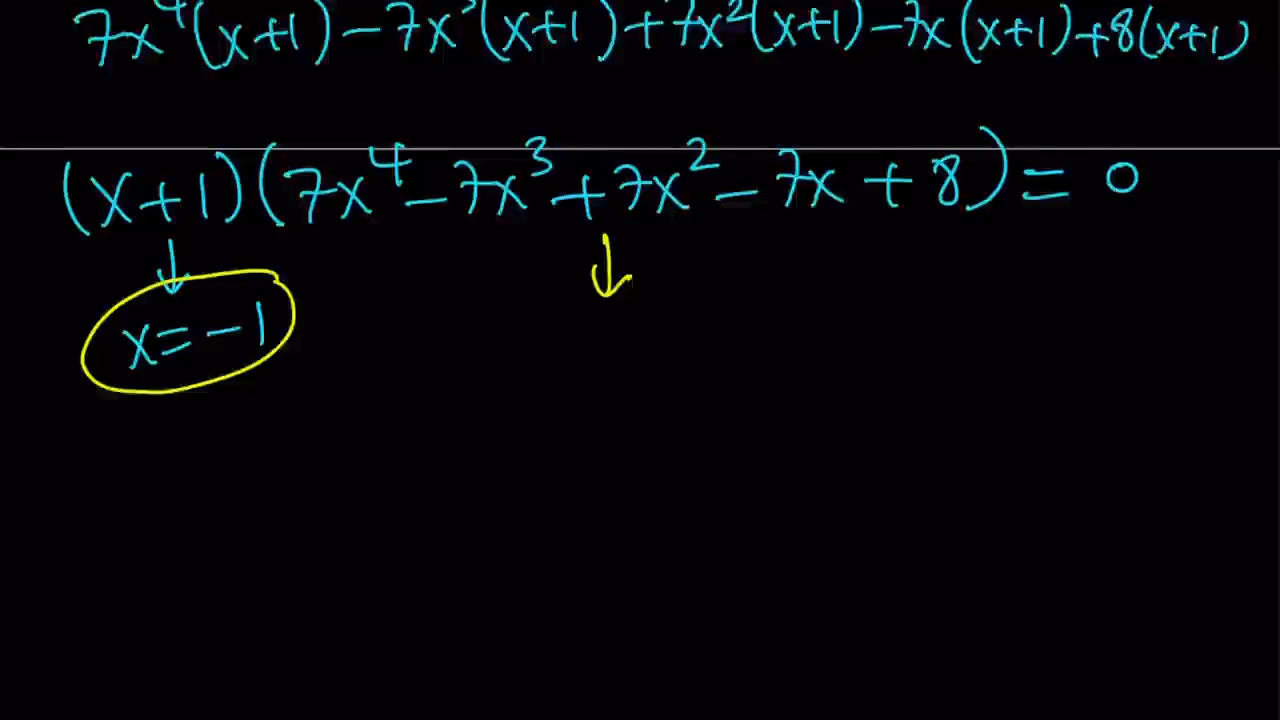 7x⁴(x+1)-7x³(x+1)+7x²(x+1)-7x(x+1)+8(x+1)
(x+1)(7x⁴-7x³+7x²-7x+8)=0
↓ ↓
x=-1